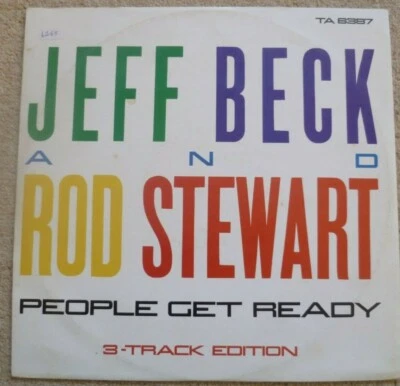 TA 6387
JEFF BECK
AND
ROD STEWART
PEOPLE GET READY
3-TRACK EDITION